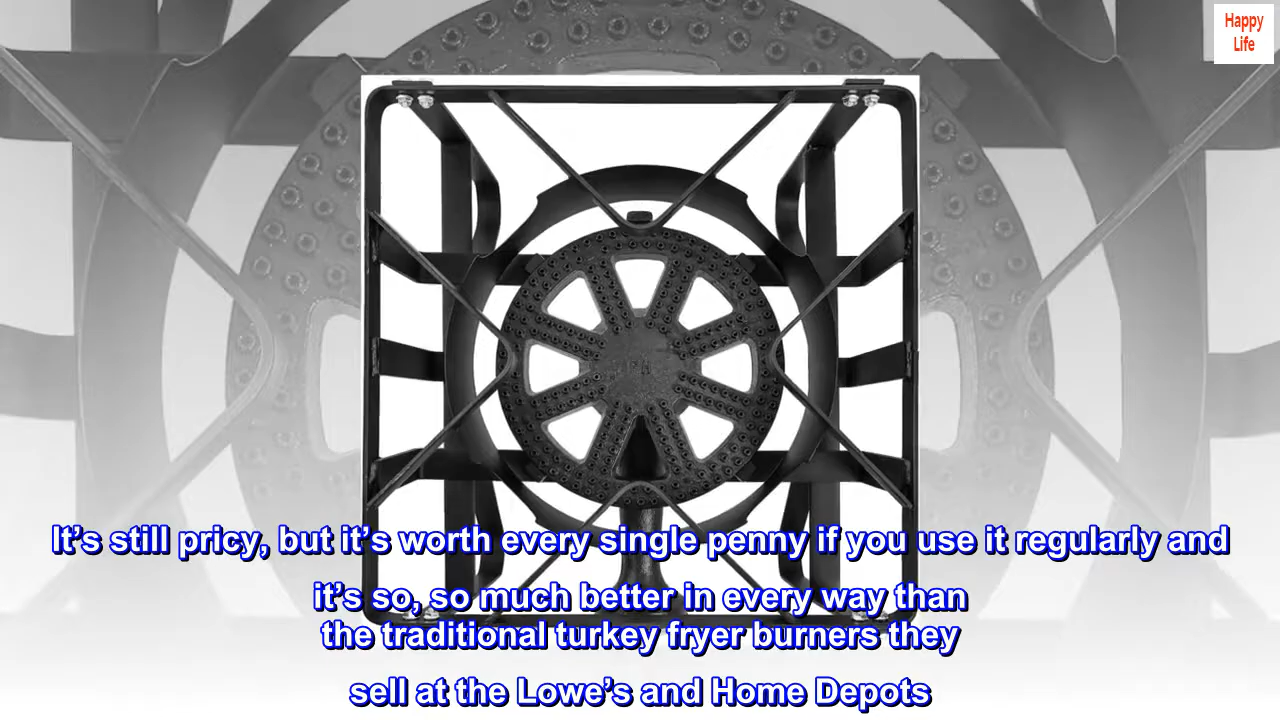 Happy
Life
It's still pricy, but it's worth every single penny if you use it regularly and
it's so, so much better in every way than
the traditional turkey fryer burners they
sell at the Lowe's and Home Depots